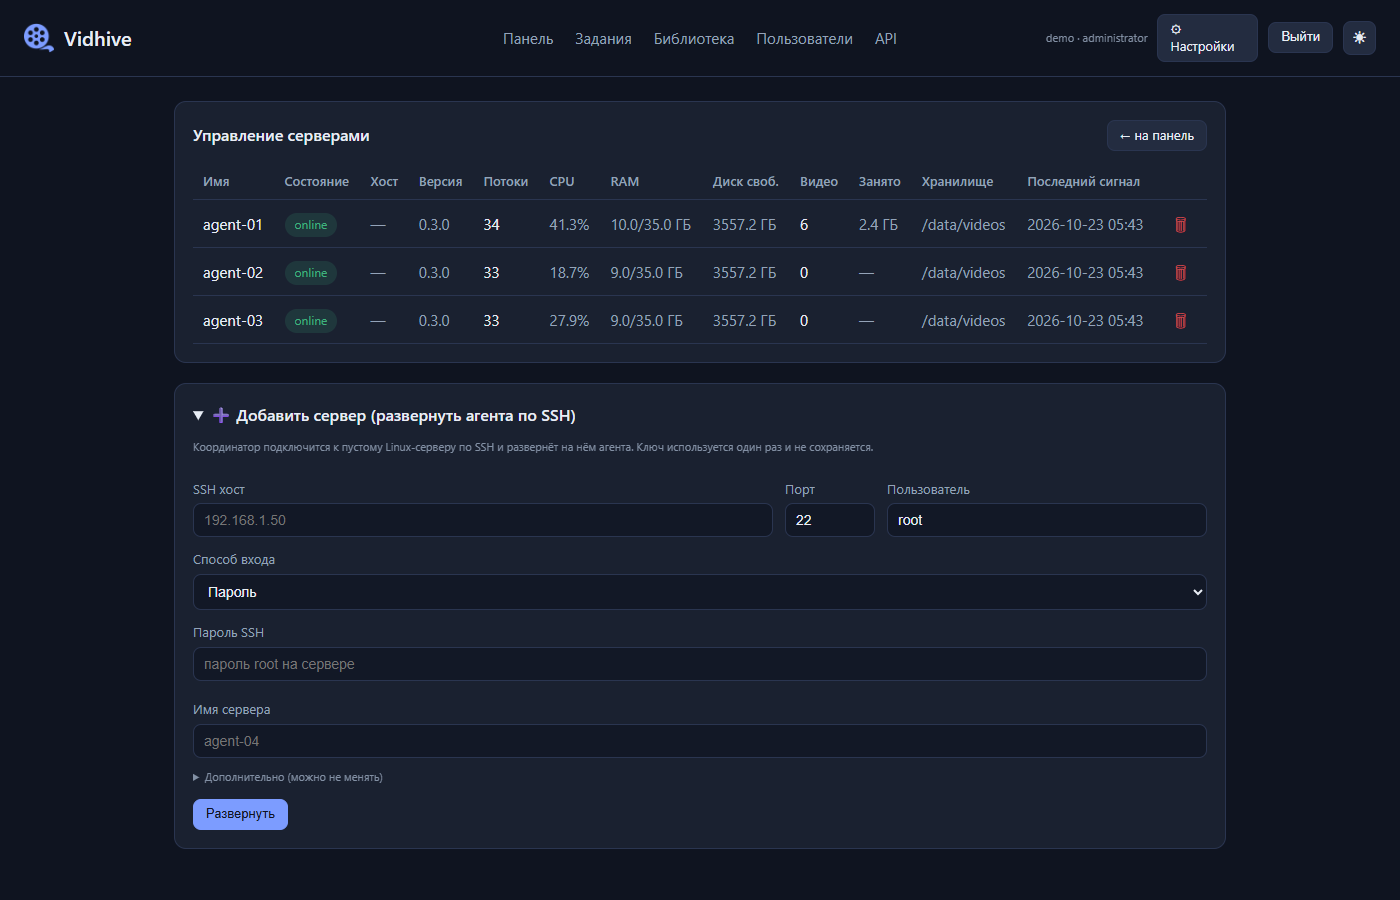 Vidhive
Панель Задания Библиотека Пользователи API
demo · administrator
⚙ Настройки
Выйти
Управление серверами
← на панель
Имя Состояние Хост Версия Потоки CPU RAM Диск своб. Видео Занято Хранилище Последний сигнал
agent-01 online — 0.3.0 34 41.3% 10.0/35.0 ГБ 3557.2 ГБ 6 2.4 ГБ /data/videos 2026-10-23 05:43
agent-02 online — 0.3.0 33 18.7% 9.0/35.0 ГБ 3557.2 ГБ 0 — /data/videos 2026-10-23 05:43
agent-03 online — 0.3.0 33 27.9% 9.0/35.0 ГБ 3557.2 ГБ 0 — /data/videos 2026-10-23 05:43
▼ ➕ Добавить сервер (развернуть агента по SSH)
Координатор подключится к пустому Linux-серверу по SSH и развернёт на нём агента. Ключ используется один раз и не сохраняется.
SSH хост Порт Пользователь
192.168.1.50 22 root
Способ входа
Пароль
Пароль SSH
пароль root на сервере
Имя сервера
agent-04
▶ Дополнительно (можно не менять)
Развернуть